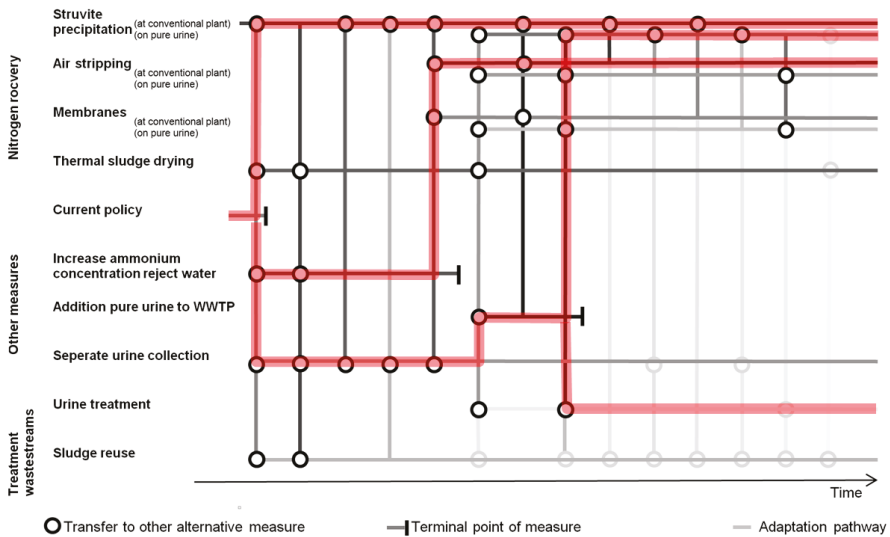 Struvite
precipitation (at conventional plant)
(on pure urine)
Air stripping
(at conventional plant)
(on pure urine)
Membranes
(at conventional plant)
(on pure urine)
Thermal sludge drying
Current policy
Increase ammonium
concentration reject water
Addition pure urine to WWTP
Seperate urine collection
Urine treatment
Sludge reuse
Nitrogen rocvery
Other measures
Treatment
wastestreams
Time
Transfer to other alternative measure
Terminal point of measure
Adaptation pathway